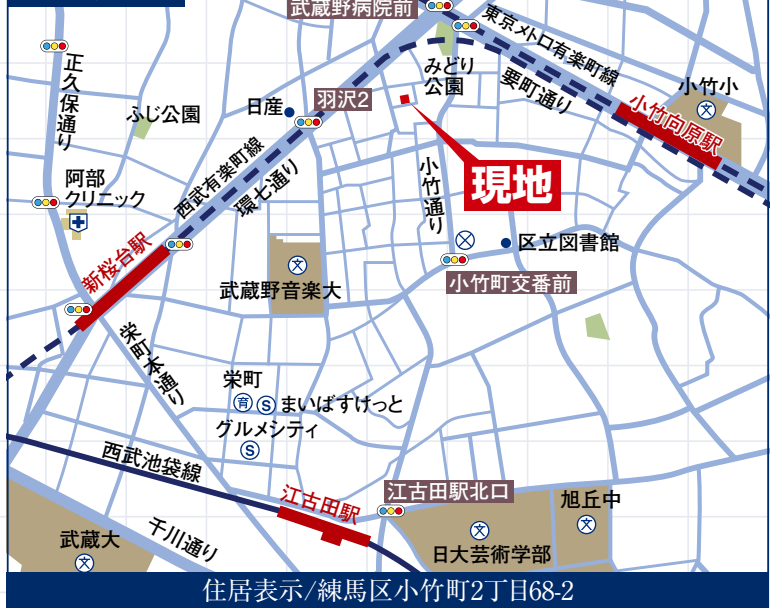 武蔵野病院前
東京メトロ有楽町線
正久保通り
みどり
公園
要町通り
小竹小
文
小竹向原駅
ふじ公園
日産
羽沢2
西武有楽町線
環七通り
現地
小竹通り
阿部
クリニック
区立図書館
新桜台駅
文
武蔵野音楽大
小竹町交番前
栄町本通り
栄町
育
S
まいばすけっと
グルメシティ
S
西武池袋線
江古田駅
江古田駅北口
旭丘中
文
武蔵大
文
千川通り
文
日大芸術学部
住居表示/練馬区小竹町2丁目68-2